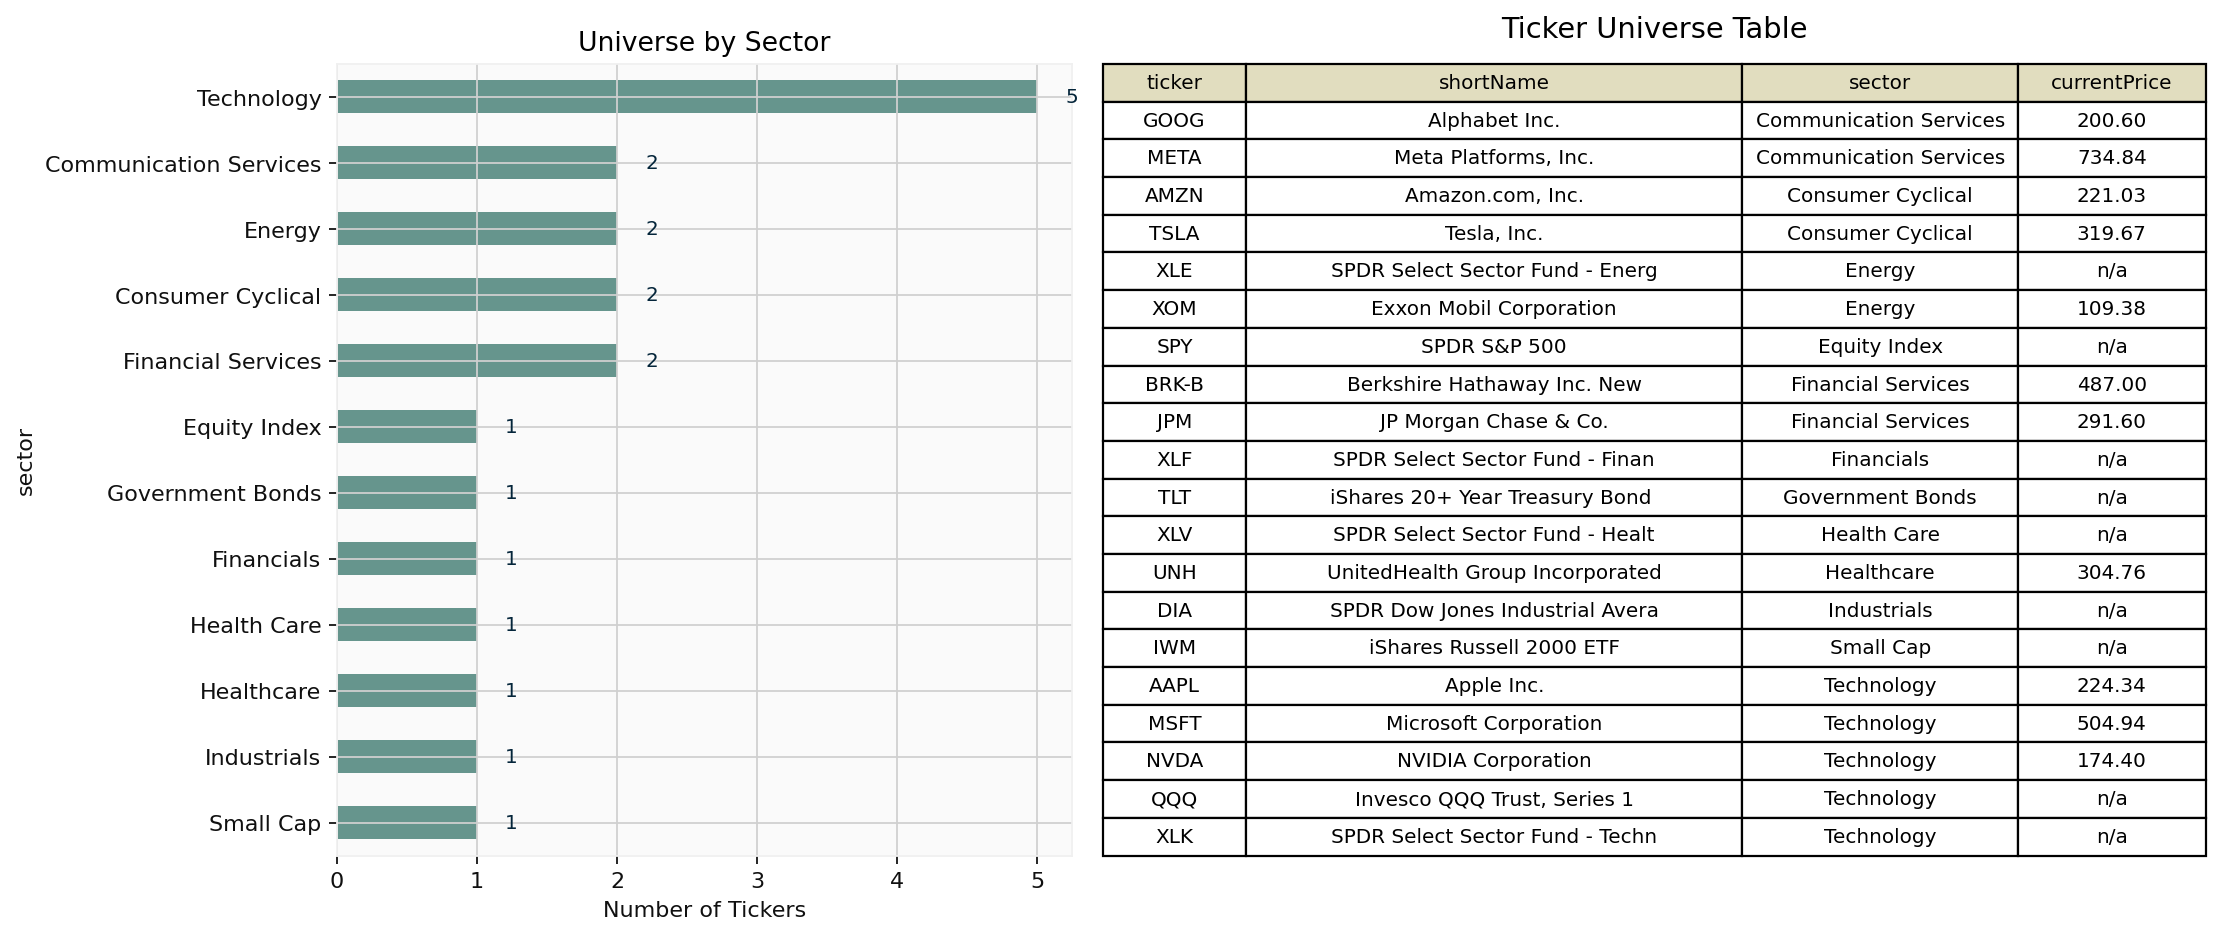 Universe by Sector
sector
Technology 5
Communication Services 2
Energy 2
Consumer Cyclical 2
Financial Services 2
Equity Index 1
Government Bonds 1
Financials 1
Health Care 1
Healthcare 1
Industrials 1
Small Cap 1
0 1 2 3 4 5
Number of Tickers
Ticker Universe Table
ticker shortName sector currentPrice
GOOG Alphabet Inc. Communication Services 200.60
META Meta Platforms, Inc. Communication Services 734.84
AMZN Amazon.com, Inc. Consumer Cyclical 221.03
TSLA Tesla, Inc. Consumer Cyclical 319.67
XLE SPDR Select Sector Fund - Energ Energy n/a
XOM Exxon Mobil Corporation Energy 109.38
SPY SPDR S&P 500 Equity Index n/a
BRK-B Berkshire Hathaway Inc. New Financial Services 487.00
JPM JP Morgan Chase & Co. Financial Services 291.60
XLF SPDR Select Sector Fund - Finan Financials n/a
TLT iShares 20+ Year Treasury Bond Government Bonds n/a
XLV SPDR Select Sector Fund - Healt Health Care n/a
UNH UnitedHealth Group Incorporated Healthcare 304.76
DIA SPDR Dow Jones Industrial Avera Industrials n/a
IWM iShares Russell 2000 ETF Small Cap n/a
AAPL Apple Inc. Technology 224.34
MSFT Microsoft Corporation Technology 504.94
NVDA NVIDIA Corporation Technology 174.40
QQQ Invesco QQQ Trust, Series 1 Technology n/a
XLK SPDR Select Sector Fund - Techn Technology n/a